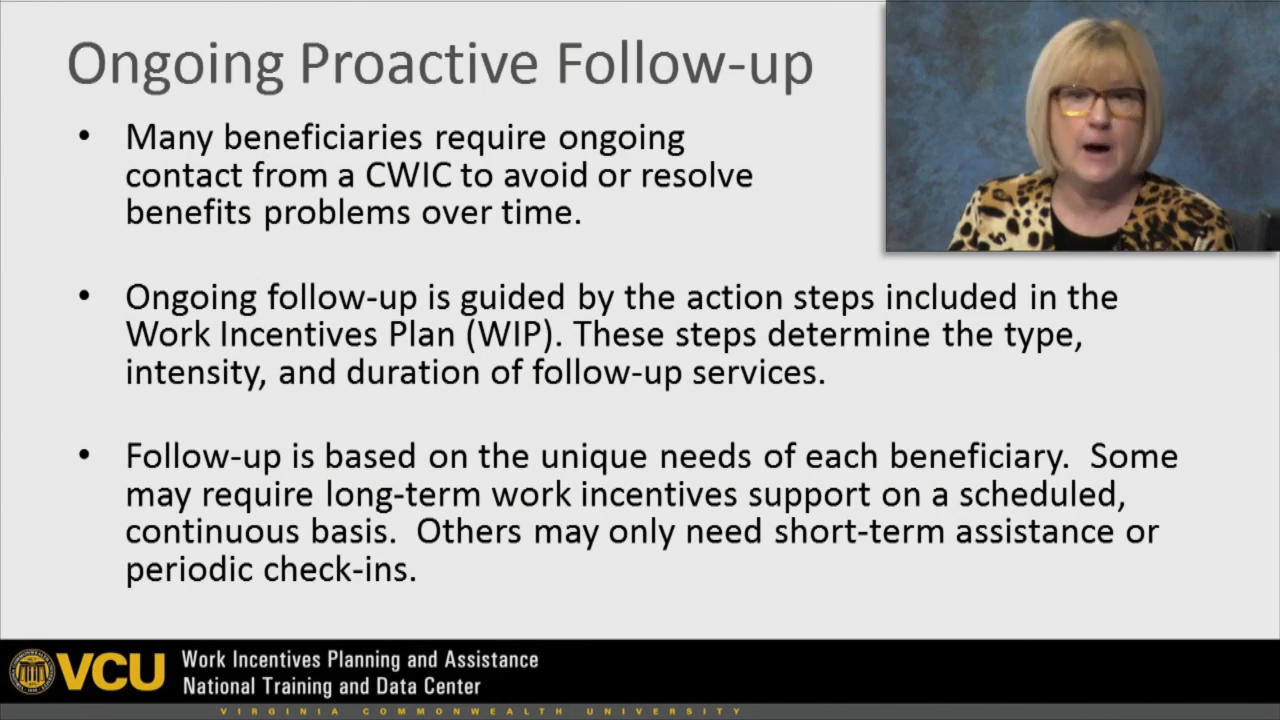 Ongoing Proactive Follow-up
• Many beneficiaries require ongoing
contact from a CWIC to avoid or resolve
benefits problems over time.
• Ongoing follow-up is guided by the action steps included in the
Work Incentives Plan (WIP). These steps determine the type,
intensity, and duration of follow-up services.
• Follow-up is based on the unique needs of each beneficiary.  Some
may require long-term work incentives support on a scheduled,
continuous basis.  Others may only need short-term assistance or
periodic check-ins.
VCU
Work Incentives Planning and Assistance
National Training and Data Center
VIRGINIA COMMONWEALTH UNIVERSITY